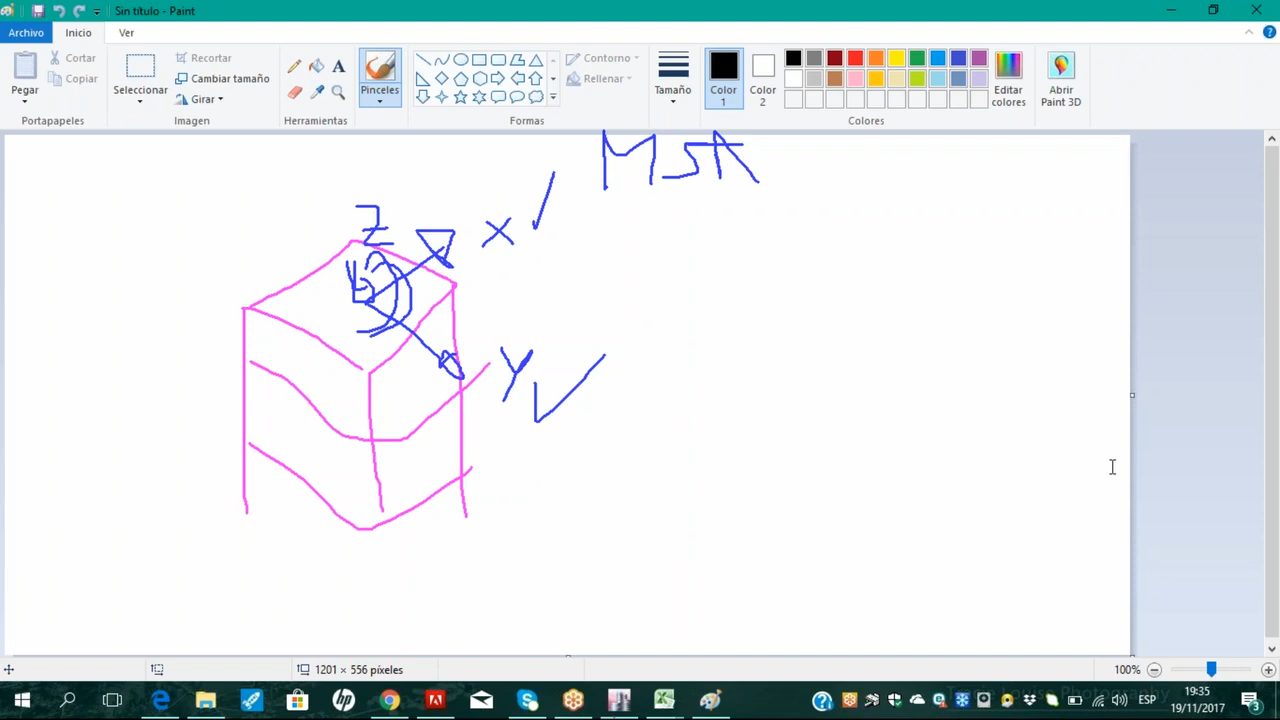 Sin título - Paint
Archivo Inicio Ver
Pegar
Cortar
Copiar
Portapapeles
Seleccionar
Recortar
Cambiar tamaño
Girar
Imagen
A
Herramientas
Pinceles
Contorno
Rellenar
Formas
Tamaño
Color 1
Color 2
Editar colores
Colores
Abrir Paint 3D
Z
X
Y
1201 × 556 píxeles
100%
hp
ESP
19:35
19/11/2017
3